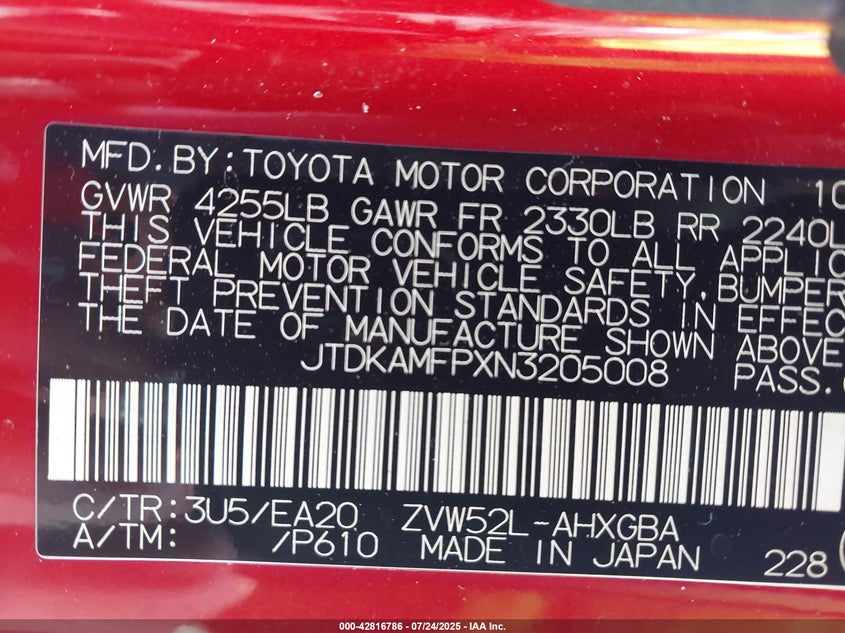 MFD.BY:TOYOTA MOTOR CORPORATION 10
GVWR 4255LB GAWR FR 2330LB RR 2240L
THIS VEHICLE CONFORMS TO ALL APPLIC
FEDERAL MOTOR VEHICLE SAFETY,BUMPER
THEFT PREVENTION STANDARDS IN EFFEC
THE DATE OF MANUFACTURE SHOWN ABOVE
JTDKAMFPXN3205008 PASS.
C/TR:3U5/EA20 ZVW52L-AHXGBA
A/TM: /P610 MADE IN JAPAN 228
000-42816786 - 07/24/2025 - IAA Inc.